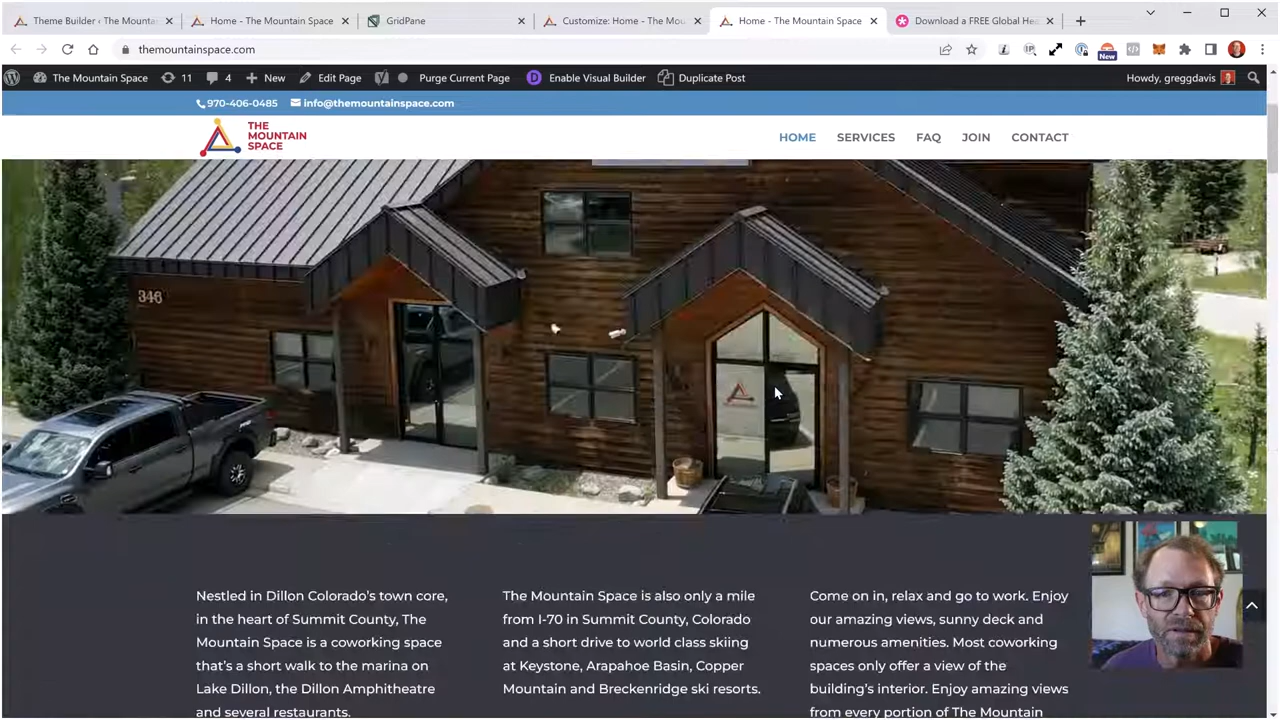 Theme Builder ‹ The Mountas
Home - The Mountain Space
GridPane
Customize: Home - The Mou
Home - The Mountain Space
Download a FREE Global Hea
themountainspace.com
New
The Mountain Space 11 4 New Edit Page Purge Current Page Enable Visual Builder Duplicate Post Howdy, greggdavis
970-406-0485 info@themountainspace.com
THE
MOUNTAIN
SPACE
HOME SERVICES FAQ JOIN CONTACT
346
Nestled in Dillon Colorado's town core,
in the heart of Summit County, The
Mountain Space is a coworking space
that's a short walk to the marina on
Lake Dillon, the Dillon Amphitheatre
and several restaurants.
The Mountain Space is also only a mile
from I-70 in Summit County, Colorado
and a short drive to world class skiing
at Keystone, Arapahoe Basin, Copper
Mountain and Breckenridge ski resorts.
Come on in, relax and go to work. Enjoy
our amazing views, sunny deck and
numerous amenities. Most coworking
spaces only offer a view of the
building's interior. Enjoy amazing views
from every portion of The Mountain